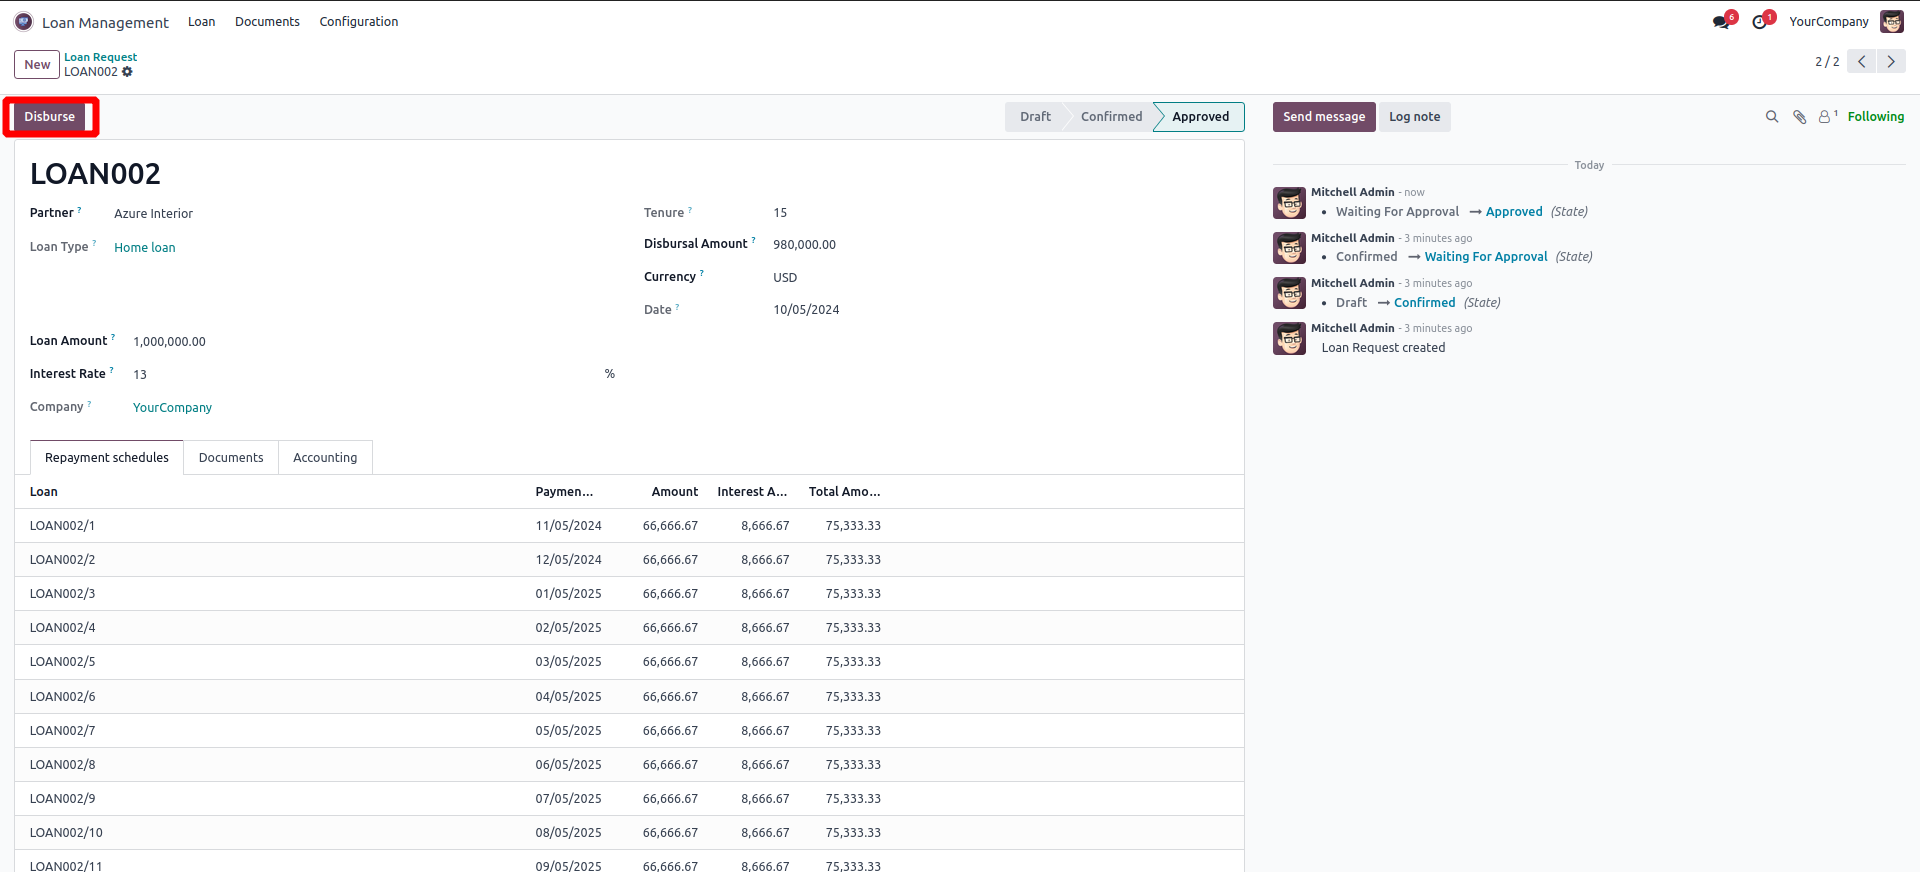 Loan Management Loan Documents Configuration 6 1 YourCompany
New Loan Request
LOAN002 2 / 2
Disburse Draft Confirmed Approved Send message Log note 1 Following
LOAN002
Partner ? Azure Interior
Loan Type ? Home loan
Tenure ? 15
Disbursal Amount ? 980,000.00
Currency ? USD
Date ? 10/05/2024
Loan Amount ? 1,000,000.00
Interest Rate ? 13 %
Company ? YourCompany
Repayment schedules Documents Accounting
Loan Paymen... Amount Interest A... Total Amo...
LOAN002/1 11/05/2024 66,666.67 8,666.67 75,333.33
LOAN002/2 12/05/2024 66,666.67 8,666.67 75,333.33
LOAN002/3 01/05/2025 66,666.67 8,666.67 75,333.33
LOAN002/4 02/05/2025 66,666.67 8,666.67 75,333.33
LOAN002/5 03/05/2025 66,666.67 8,666.67 75,333.33
LOAN002/6 04/05/2025 66,666.67 8,666.67 75,333.33
LOAN002/7 05/05/2025 66,666.67 8,666.67 75,333.33
LOAN002/8 06/05/2025 66,666.67 8,666.67 75,333.33
LOAN002/9 07/05/2025 66,666.67 8,666.67 75,333.33
LOAN002/10 08/05/2025 66,666.67 8,666.67 75,333.33
LOAN002/11 09/05/2025 66,666.67 8,666.67 75,333.33
Today
Mitchell Admin - now
• Waiting For Approval → Approved (State)
Mitchell Admin - 3 minutes ago
• Confirmed → Waiting For Approval (State)
Mitchell Admin - 3 minutes ago
• Draft → Confirmed (State)
Mitchell Admin - 3 minutes ago
Loan Request created